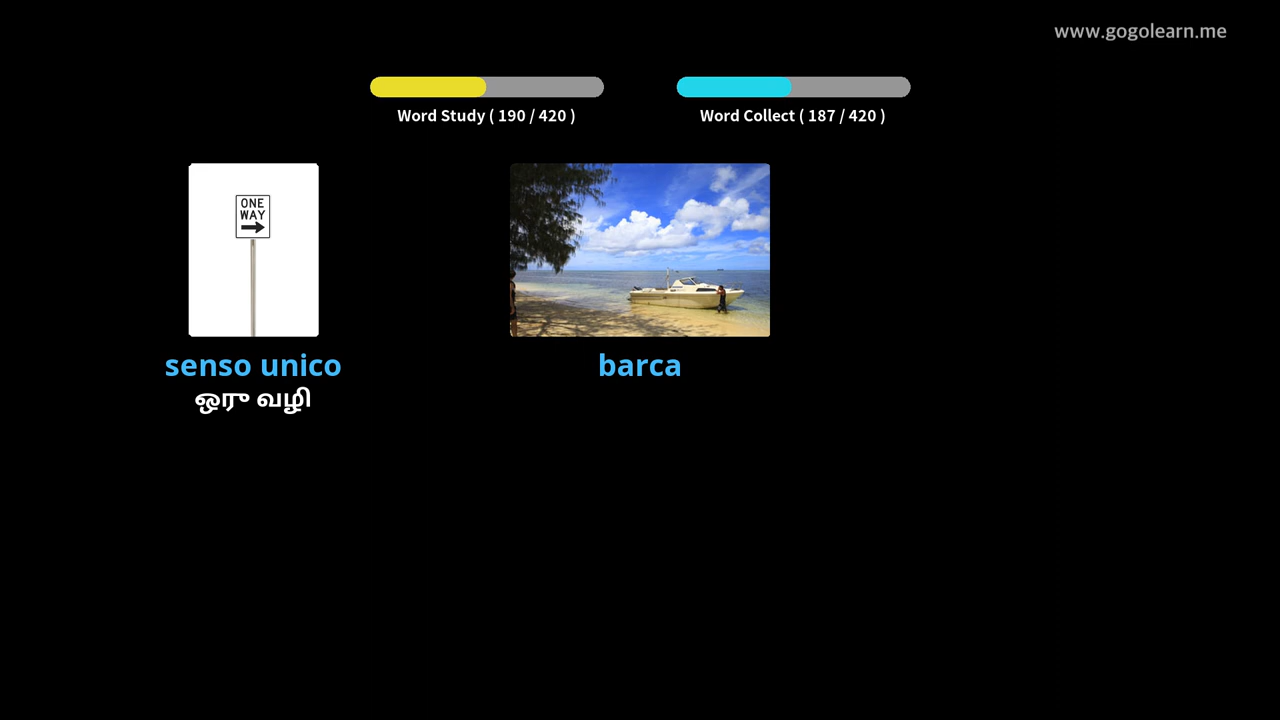 www.gogolearn.me
Word Study ( 190 / 420 )
Word Collect ( 187 / 420 )
ONE
WAY
senso unico
ஒரு வழி
barca